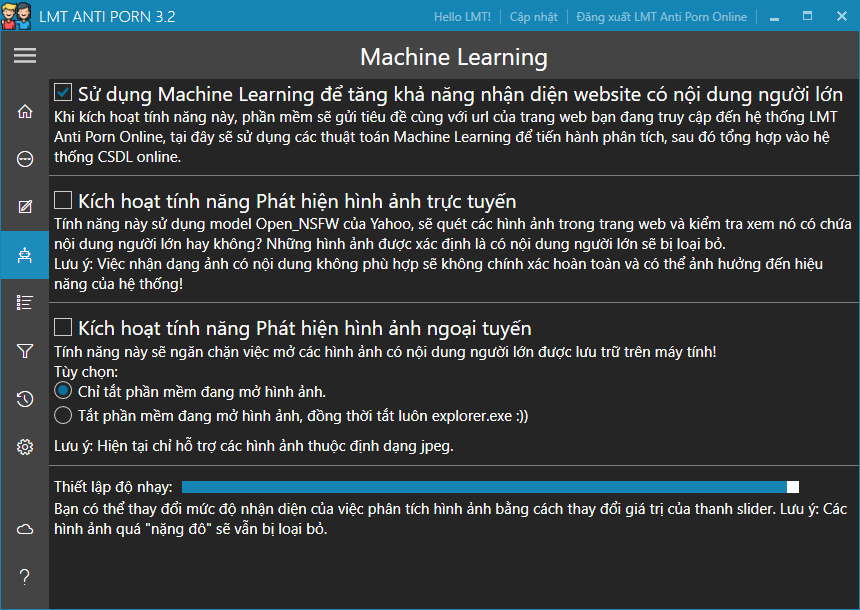 LMT ANTI PORN 3.2
Hello LMT! Cập nhật Đăng xuất LMT Anti Porn Online
Machine Learning
Sử dụng Machine Learning để tăng khả năng nhận diện website có nội dung người lớn
Khi kích hoạt tính năng này, phần mềm sẽ gửi tiêu đề cùng với url của trang web bạn đang truy cập đến hệ thống LMT
Anti Porn Online, tại đây sẽ sử dụng các thuật toán Machine Learning để tiến hành phân tích, sau đó tổng hợp vào hệ
thống CSDL online.
Kích hoạt tính năng Phát hiện hình ảnh trực tuyến
Tính năng này sử dụng model Open_NSFW của Yahoo, sẽ quét các hình ảnh trong trang web và kiểm tra xem nó có chứa
nội dung người lớn hay không? Những hình ảnh được xác định là có nội dung người lớn sẽ bị loại bỏ.
Lưu ý: Việc nhận dạng ảnh có nội dung không phù hợp sẽ không chính xác hoàn toàn và có thể ảnh hưởng đến hiệu
năng của hệ thống!
Kích hoạt tính năng Phát hiện hình ảnh ngoại tuyến
Tính năng này sẽ ngăn chặn việc mở các hình ảnh có nội dung người lớn được lưu trữ trên máy tính!
Tùy chọn:
Chỉ tắt phần mềm đang mở hình ảnh.
Tắt phần mềm đang mở hình ảnh, đồng thời tắt luôn explorer.exe :))
Lưu ý: Hiện tại chỉ hỗ trợ các hình ảnh thuộc định dạng jpeg.
Thiết lập độ nhạy:
Bạn có thể thay đổi mức độ nhận diện của việc phân tích hình ảnh bằng cách thay đổi giá trị của thanh slider. Lưu ý: Các
hình ảnh quá "nặng đô" sẽ vẫn bị loại bỏ.